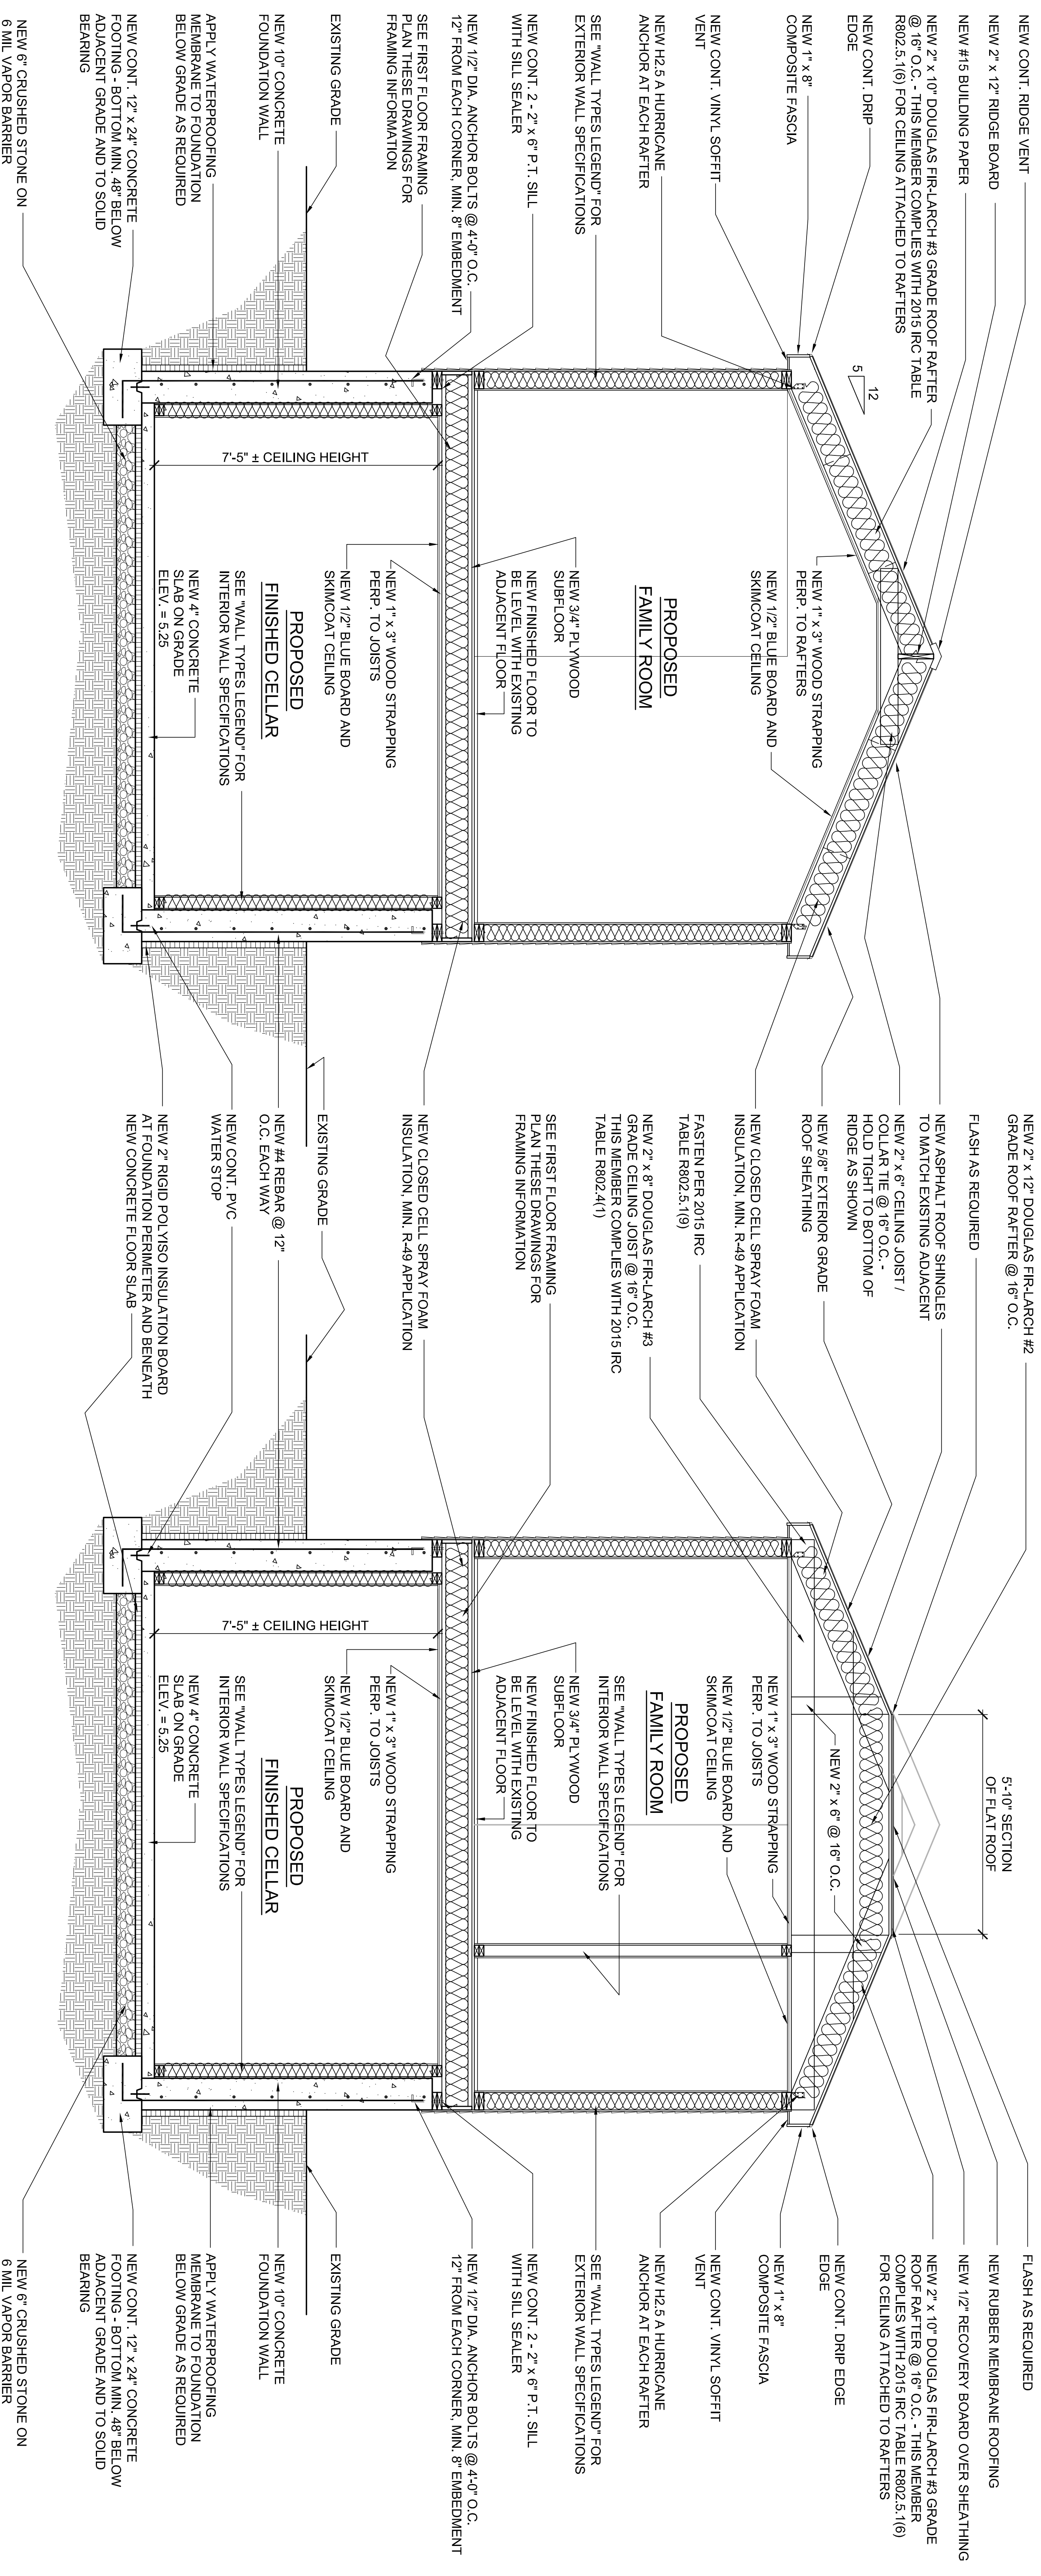 NEW CONT. RIDGE VENT
NEW 2" x 12" RIDGE BOARD
NEW #15 BUILDING PAPER
NEW 2" x 10" DOUGLAS FIR-LARCH #3 GRADE ROOF RAFTER
@ 16" O.C. - THIS MEMBER COMPLIES WITH 2015 IRC TABLE
R802.5.1(6) FOR CEILING ATTACHED TO RAFTERS
NEW CONT. DRIP
EDGE
NEW 1" x 8"
COMPOSITE FASCIA
NEW CONT. VINYL SOFFIT
VENT
NEW H2.5 A HURRICANE
ANCHOR AT EACH RAFTER
SEE "WALL TYPES LEGEND" FOR
EXTERIOR WALL SPECIFICATIONS
NEW CONT. 2 - 2" x 6" P.T. SILL
WITH SILL SEALER
NEW 1/2" DIA. ANCHOR BOLTS @ 4'-0" O.C.
12" FROM EACH CORNER, MIN. 8" EMBEDMENT
SEE FIRST FLOOR FRAMING
PLAN THESE DRAWINGS FOR
FRAMING INFORMATION
EXISTING GRADE
NEW 10" CONCRETE
FOUNDATION WALL
APPLY WATERPROOFING
MEMBRANE TO FOUNDATION
BELOW GRADE AS REQUIRED
NEW CONT. 12" x 24" CONCRETE
FOOTING - BOTTOM MIN. 48" BELOW
ADJACENT GRADE AND TO SOLID
BEARING
NEW 6" CRUSHED STONE ON
6 MIL VAPOR BARRIER
12
5
NEW 1" x 3" WOOD STRAPPING
PERP. TO RAFTERS
NEW 1/2" BLUE BOARD AND
SKIMCOAT CEILING
PROPOSED
FAMILY ROOM
NEW 3/4" PLYWOOD
SUBFLOOR
NEW FINISHED FLOOR TO
BE LEVEL WITH EXISTING
ADJACENT FLOOR
NEW 1" x 3" WOOD STRAPPING
PERP. TO JOISTS
NEW 1/2" BLUE BOARD AND
SKIMCOAT CEILING
7'-5" ± CEILING HEIGHT
PROPOSED
FINISHED CELLAR
SEE "WALL TYPES LEGEND" FOR
INTERIOR WALL SPECIFICATIONS
NEW 4" CONCRETE
SLAB ON GRADE
ELEV. = 5.25
NEW 2" x 12" DOUGLAS FIR-LARCH #2
GRADE ROOF RAFTER @ 16" O.C.
FLASH AS REQUIRED
NEW ASPHALT ROOF SHINGLES
TO MATCH EXISTING ADJACENT
NEW 2" x 6" CEILING JOIST /
COLLAR TIE @ 16" O.C. -
HOLD TIGHT TO BOTTOM OF
RIDGE AS SHOWN
NEW 5/8" EXTERIOR GRADE
ROOF SHEATHING
NEW CLOSED CELL SPRAY FOAM
INSULATION, MIN. R-49 APPLICATION
FASTEN PER 2015 IRC
TABLE R802.5.1(9)
NEW 2" x 8" DOUGLAS FIR-LARCH #3
GRADE CEILING JOIST @ 16" O.C.
THIS MEMBER COMPLIES WITH 2015 IRC
TABLE R802.4(1)
SEE FIRST FLOOR FRAMING
PLAN THESE DRAWINGS FOR
FRAMING INFORMATION
NEW CLOSED CELL SPRAY FOAM
INSULATION, MIN. R-49 APPLICATION
EXISTING GRADE
NEW #4 REBAR @ 12"
O.C. EACH WAY
NEW CONT. PVC
WATER STOP
NEW 2" RIGID POLYISO INSULATION BOARD
AT FOUNDATION PERIMETER AND BENEATH
NEW CONCRETE FLOOR SLAB
5'-10" SECTION
OF FLAT ROOF
NEW 2" x 6" @ 16" O.C.
NEW 1" x 3" WOOD STRAPPING
PERP. TO JOISTS
NEW 1/2" BLUE BOARD AND
SKIMCOAT CEILING
PROPOSED
FAMILY ROOM
SEE "WALL TYPES LEGEND" FOR
INTERIOR WALL SPECIFICATIONS
NEW 3/4" PLYWOOD
SUBFLOOR
NEW FINISHED FLOOR TO
BE LEVEL WITH EXISTING
ADJACENT FLOOR
NEW 1" x 3" WOOD STRAPPING
PERP. TO JOISTS
NEW 1/2" BLUE BOARD AND
SKIMCOAT CEILING
7'-5" ± CEILING HEIGHT
PROPOSED
FINISHED CELLAR
SEE "WALL TYPES LEGEND" FOR
INTERIOR WALL SPECIFICATIONS
NEW 4" CONCRETE
SLAB ON GRADE
ELEV. = 5.25
FLASH AS REQUIRED
NEW RUBBER MEMBRANE ROOFING
NEW 1/2" RECOVERY BOARD OVER SHEATHING
NEW 2" x 10" DOUGLAS FIR-LARCH #3 GRADE
ROOF RAFTER @ 16" O.C. - THIS MEMBER
COMPLIES WITH 2015 IRC TABLE R802.5.1(6)
FOR CEILING ATTACHED TO RAFTERS
NEW CONT. DRIP EDGE
EDGE
NEW 1" x 8"
COMPOSITE FASCIA
NEW CONT. VINYL SOFFIT
VENT
NEW H2.5 A HURRICANE
ANCHOR AT EACH RAFTER
SEE "WALL TYPES LEGEND" FOR
EXTERIOR WALL SPECIFICATIONS
NEW CONT. 2 - 2" x 6" P.T. SILL
WITH SILL SEALER
NEW 1/2" DIA. ANCHOR BOLTS @ 4'-0" O.C.
12" FROM EACH CORNER, MIN. 8" EMBEDMENT
EXISTING GRADE
NEW 10" CONCRETE
FOUNDATION WALL
APPLY WATERPROOFING
MEMBRANE TO FOUNDATION
BELOW GRADE AS REQUIRED
NEW CONT. 12" x 24" CONCRETE
FOOTING - BOTTOM MIN. 48" BELOW
ADJACENT GRADE AND TO SOLID
BEARING
NEW 6" CRUSHED STONE ON
6 MIL VAPOR BARRIER